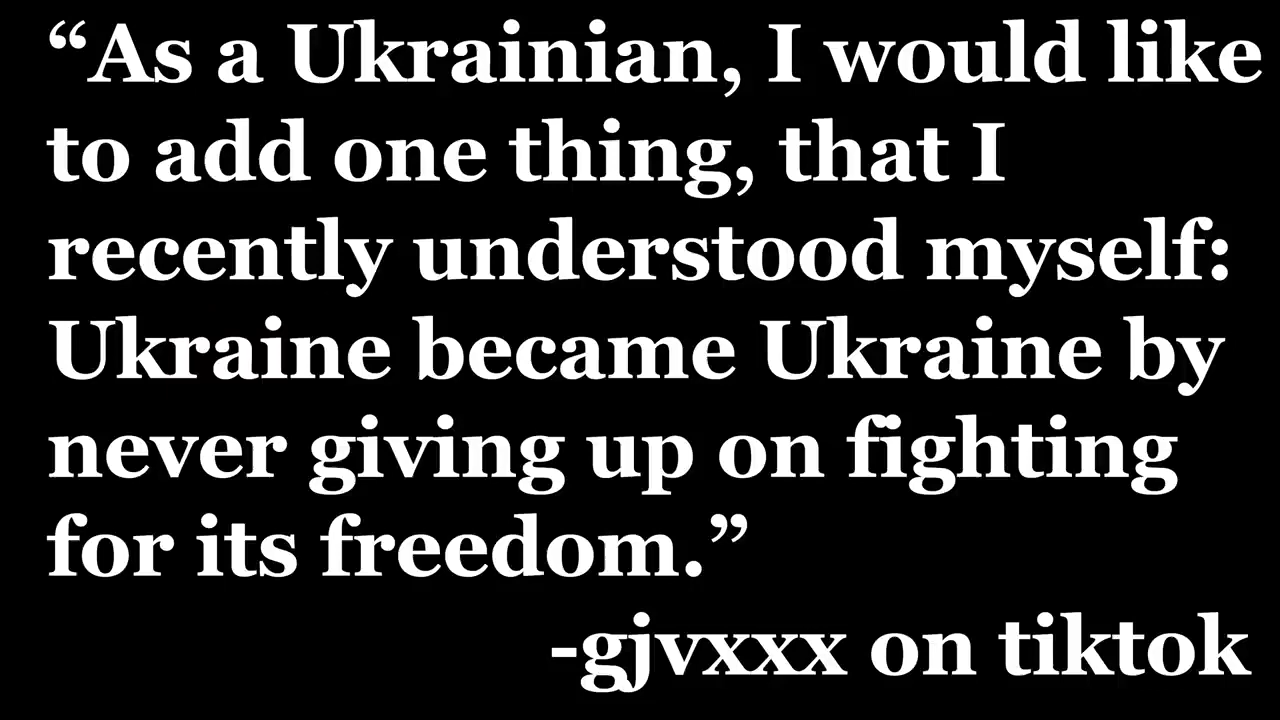 “As a Ukrainian, I would like
to add one thing, that I
recently understood myself:
Ukraine became Ukraine by
never giving up on fighting
for its freedom.”
-gjvxxx on tiktok